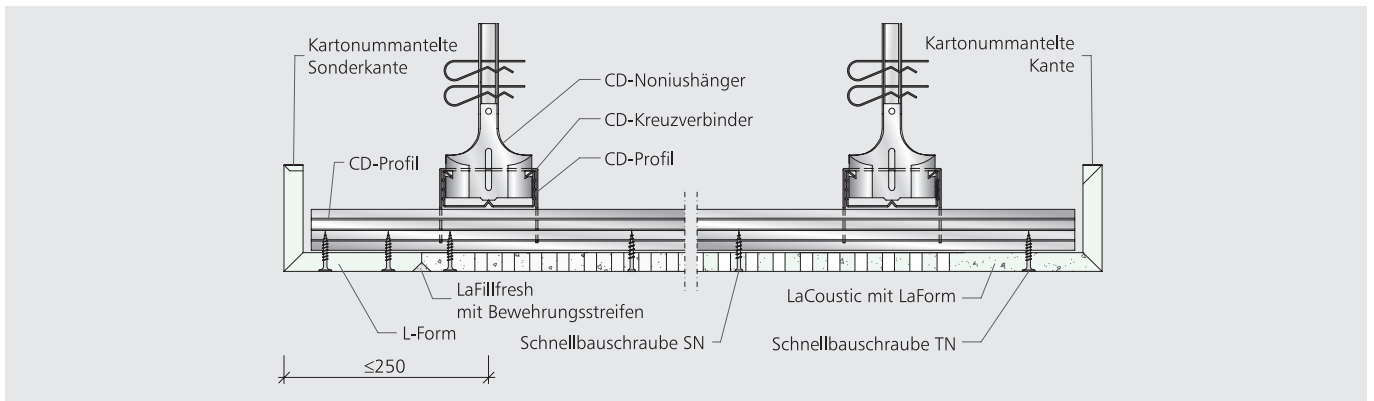 Kartonummantelte
Sonderkante
Kartonummantelte
Kante
CD-Noniushänger
CD-Kreuzverbinder
CD-Profil
CD-Profil
LaFillfresh
mit Bewehrungsstreifen
LaCoustic mit LaForm
L-Form
Schnellbauschraube SN
Schnellbauschraube TN
≤250